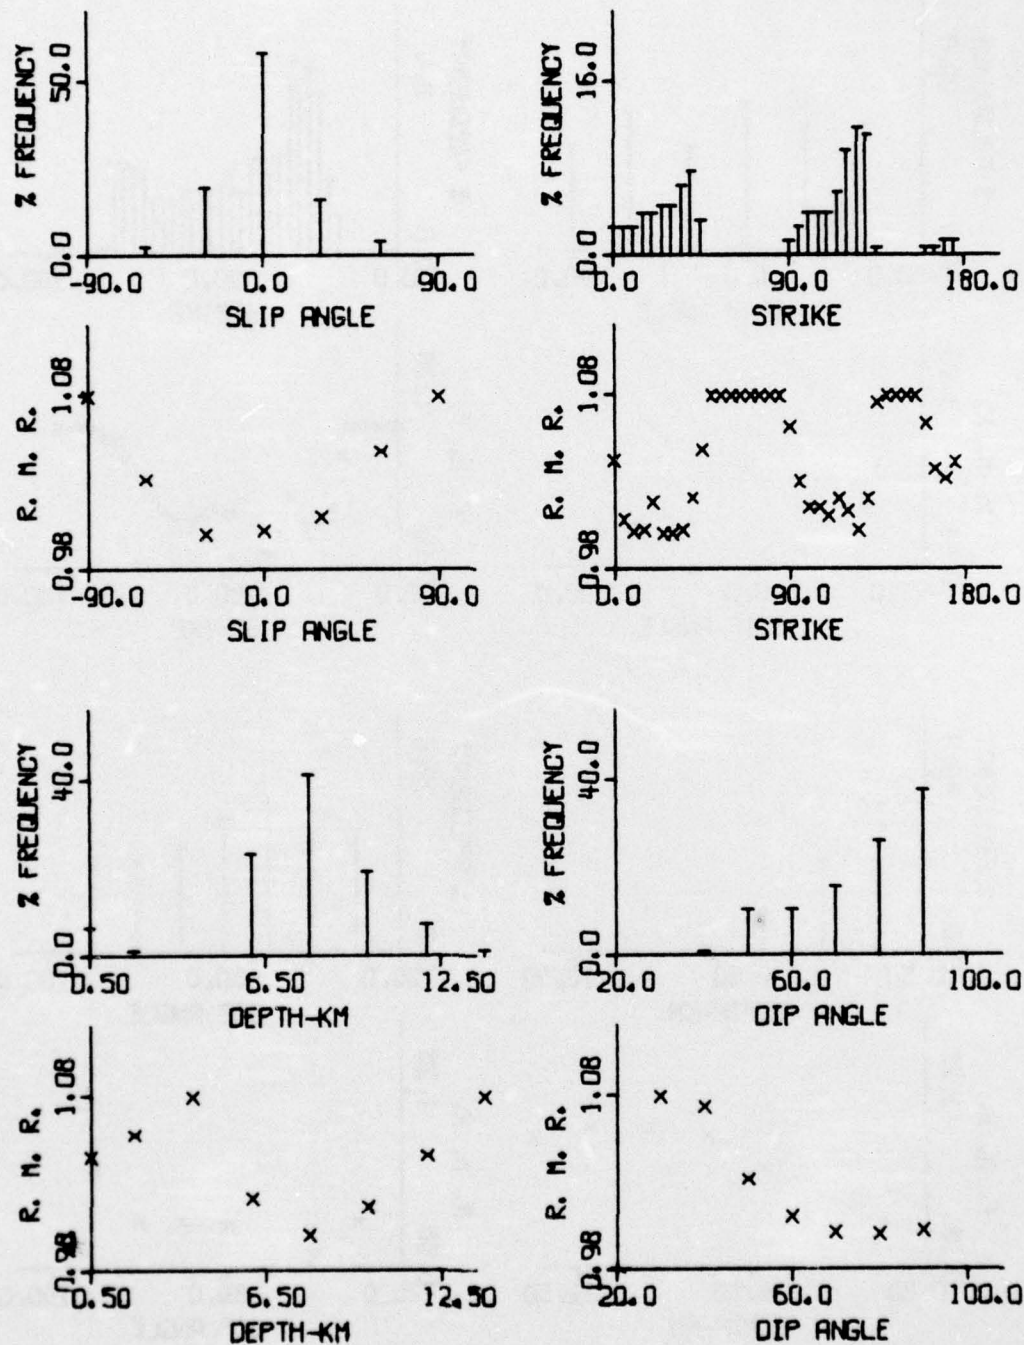 % FREQUENCY
50.0
0.0
-90.0 0.0 90.0
SLIP ANGLE
% FREQUENCY
16.0
0.0
0.0 90.0 180.0
STRIKE
R. M. R.
1.08
0.98
-90.0 0.0 90.0
SLIP ANGLE
R. M. R.
1.08
0.98
0.0 90.0 180.0
STRIKE
% FREQUENCY
40.0
0.0
0.50 6.50 12.50
DEPTH-KM
% FREQUENCY
40.0
0.0
20.0 60.0 100.0
DIP ANGLE
R. M. R.
1.08
0.98
0.50 6.50 12.50
DEPTH-KM
R. M. R.
1.08
0.98
20.0 60.0 100.0
DIP ANGLE